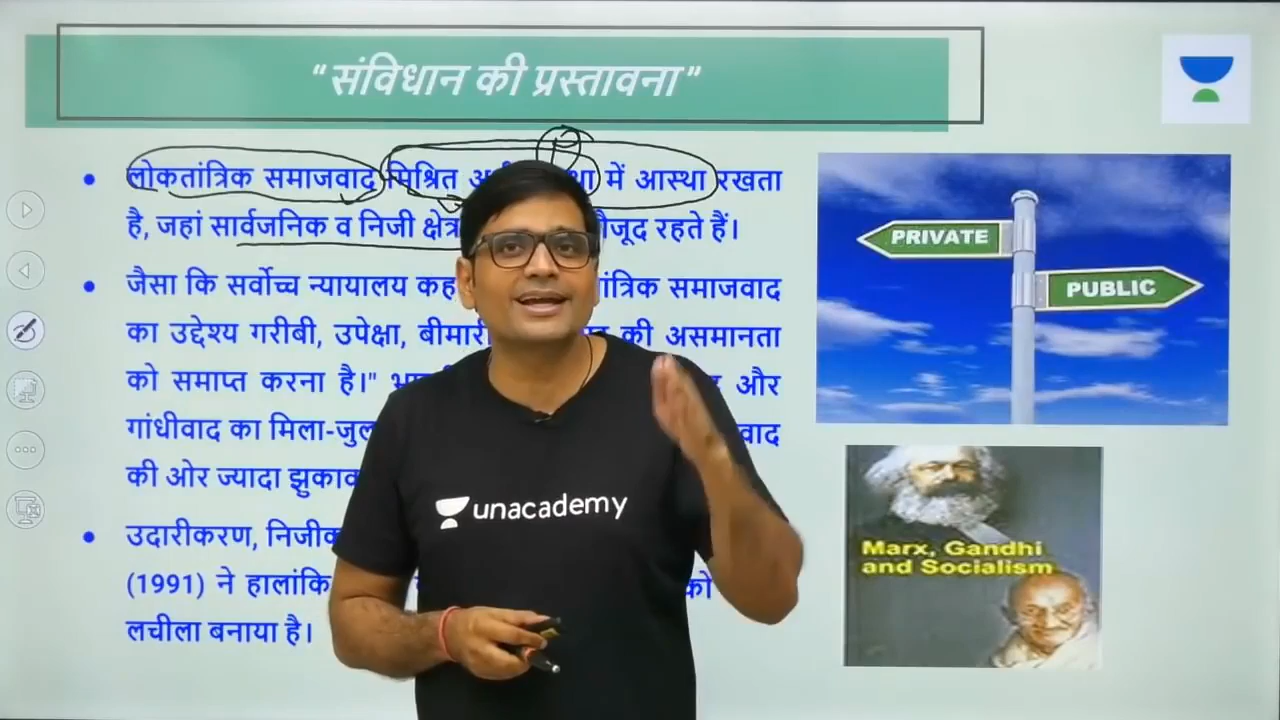 “संविधान की प्रस्तावना”
लोकतांत्रिक समाजवाद मिश्रित में आस्था रखता
है, जहां सार्वजनिक व निजी क्षेत्र रहते हैं।
जैसा कि सर्वोच्च न्यायालय समाजवाद
का उद्देश्य गरीबी, उपेक्षा, की असमानता
को समाप्त करना है।" और
गांधीवाद का
की ओर ज्यादा
उदारीकरण,
(1991) ने हालांकि को
लचीला बनाया है।
PRIVATE
PUBLIC
Marx, Gandhi
and Socialism
unacademy